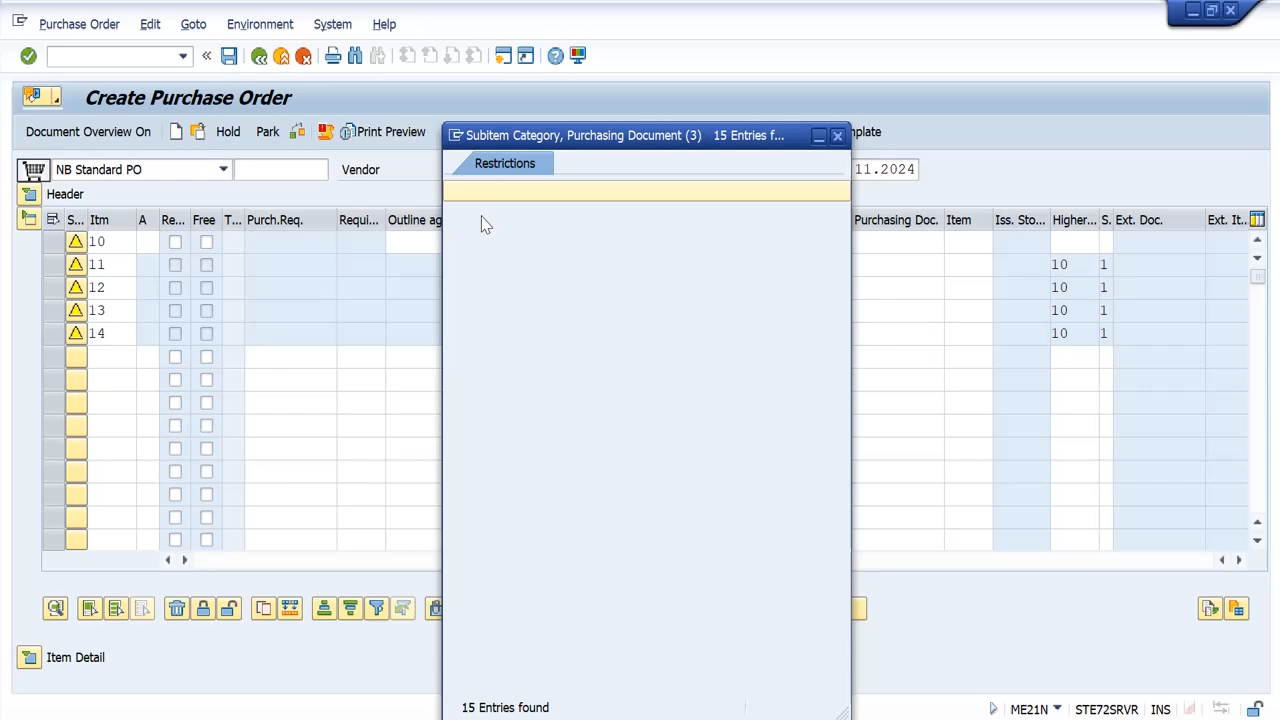 Purchase Order Edit Goto Environment System Help
«
Create Purchase Order
Document Overview On Hold Park Print Preview
NB Standard PO Vendor 11.2024
Header
S... Itm A Re... Free T... Purch.Req. Requi... Outline ag Purchasing Doc. Item Iss. Sto... Higher... S. Ext. Doc. Ext. It..
10
11 10 1
12 10 1
13 10 1
14 10 1
Item Detail
Subitem Category, Purchasing Document (3) 15 Entries f...
Restrictions
15 Entries found
ME21N STE72SRVR INS